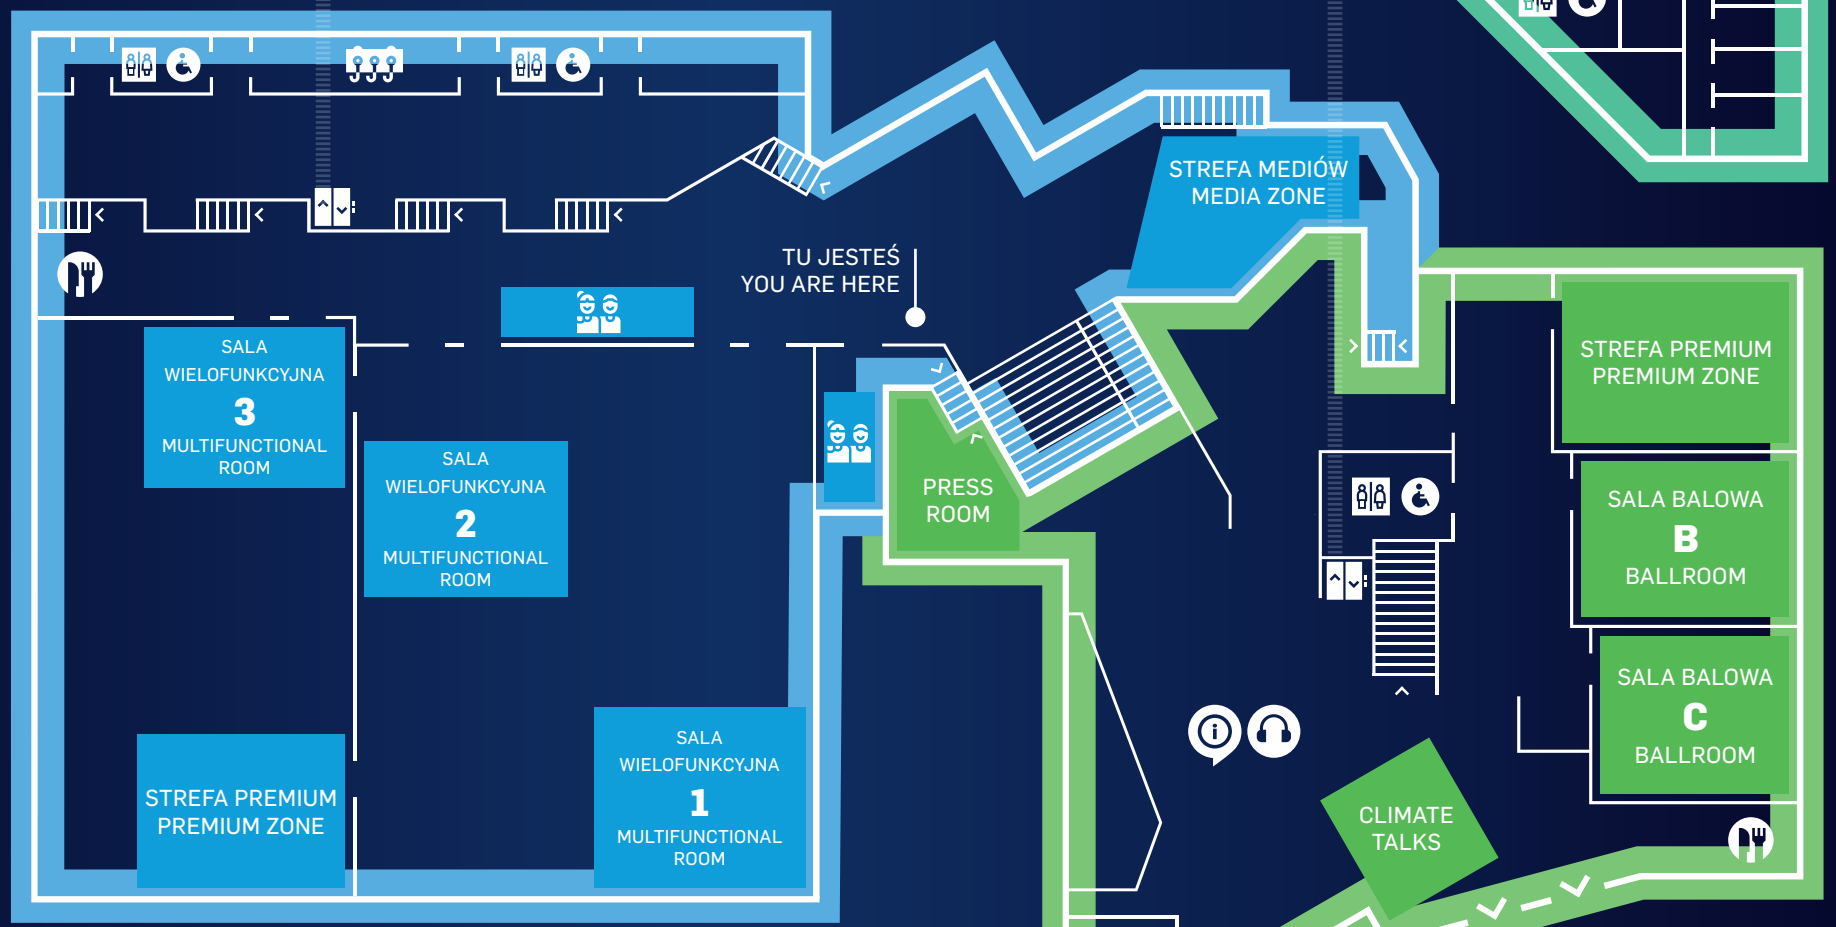 STREFA MEDIÓW
MEDIA ZONE
TU JESTEŚ
YOU ARE HERE
SALA
WIELOFUNKCYJNA
3
MULTIFUNCTIONAL
ROOM
STREFA PREMIUM
PREMIUM ZONE
SALA
WIELOFUNKCYJNA
2
MULTIFUNCTIONAL
ROOM
PRESS
ROOM
SALA BALOWA
B
BALLROOM
SALA BALOWA
C
BALLROOM
SALA
WIELOFUNKCYJNA
1
MULTIFUNCTIONAL
ROOM
STREFA PREMIUM
PREMIUM ZONE
CLIMATE
TALKS